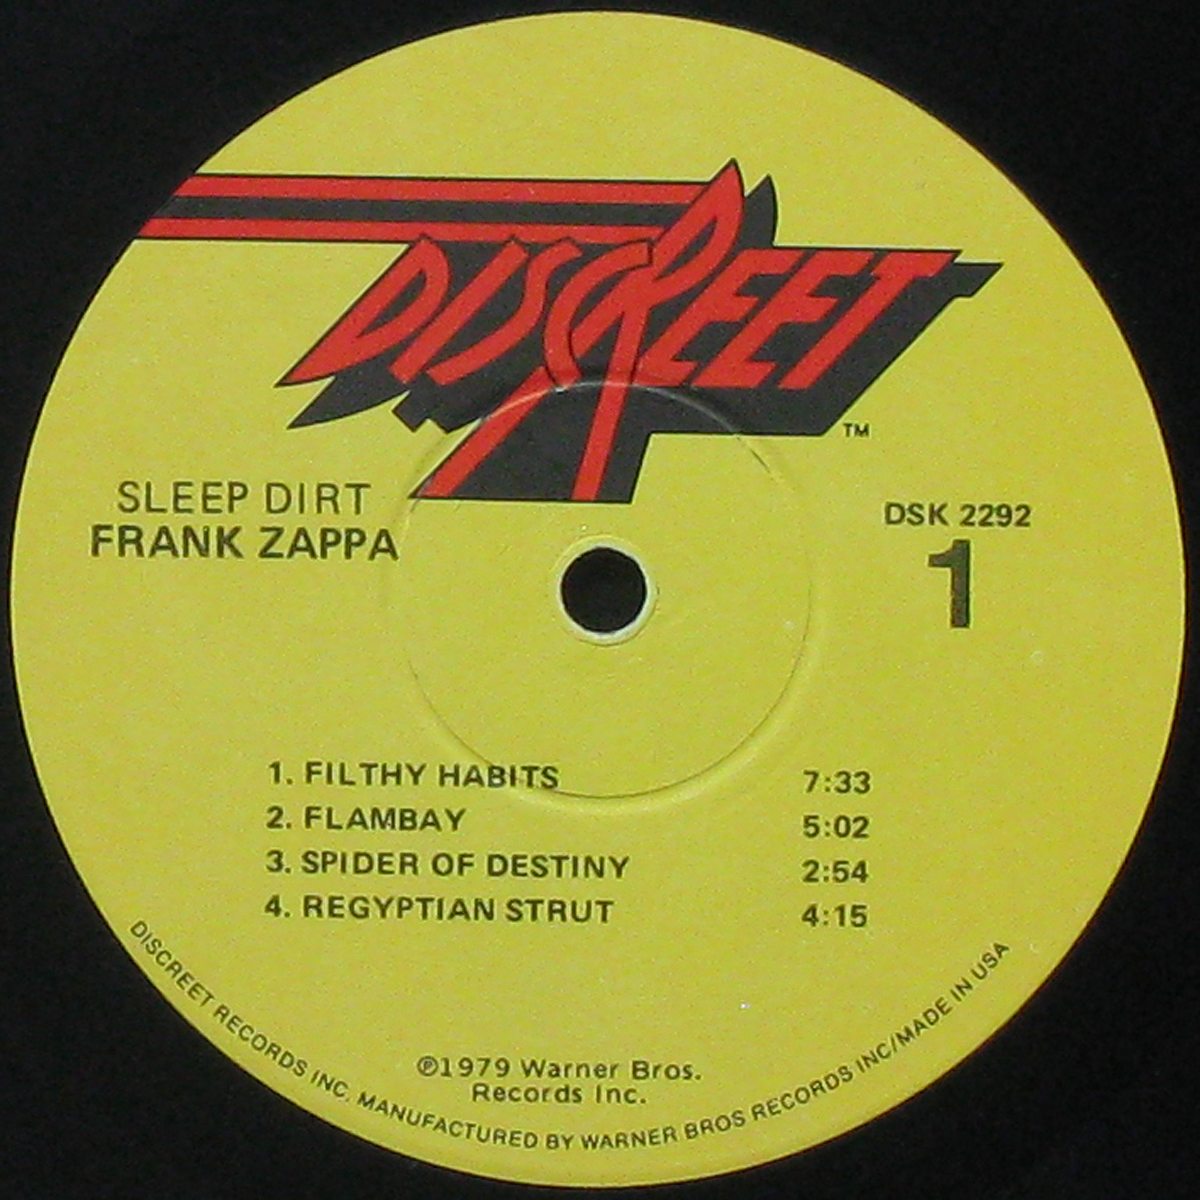 DISCREET
TM
SLEEP DIRT
FRANK ZAPPA
DSK 2292
1
1. FILTHY HABITS 7:33
2. FLAMBAY 5:02
3. SPIDER OF DESTINY 2:54
4. REGYPTIAN STRUT 4:15
℗1979 Warner Bros.
Records Inc.
DISCREET RECORDS INC. MANUFACTURED BY WARNER BROS RECORDS INC/MADE IN USA